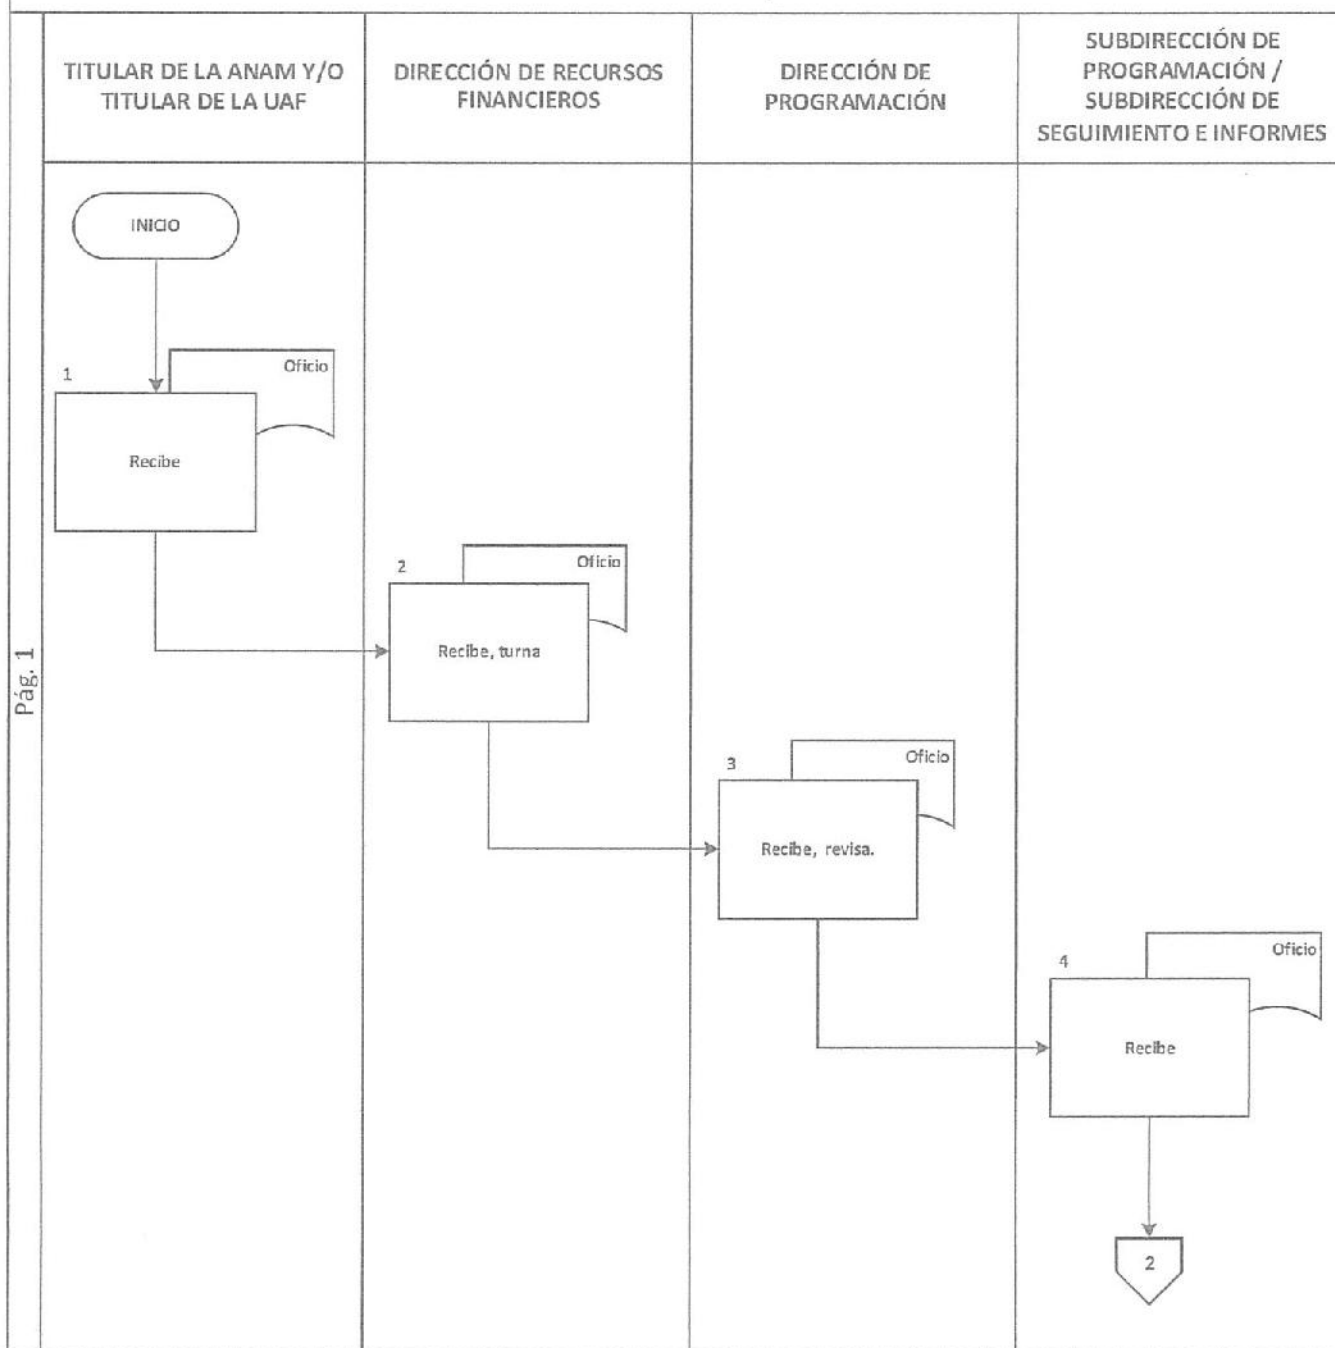 TITULAR DE LA ANAM Y/O
TITULAR DE LA UAF
DIRECCIÓN DE RECURSOS
FINANCIEROS
DIRECCIÓN DE
PROGRAMACIÓN
SUBDIRECCIÓN DE
PROGRAMACIÓN /
SUBDIRECCIÓN DE
SEGUIMIENTO E INFORMES
Pág. 1
INICIO
1
Oficio
Recibe
2
Oficio
Recibe, turna
3
Oficio
Recibe, revisa.
4
Oficio
Recibe
2